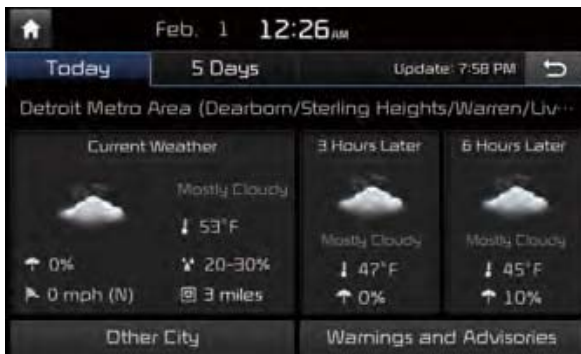 Feb. 1 12:26 AM
Today 5 Days Update: 7:58 PM
Detroit Metro Area (Dearborn/Sterling Heights/Warren/Liv···
Current Weather 3 Hours Later 6 Hours Later
Mostly Cloudy
53°F
Mostly Cloudy Mostly Cloudy
0% 20-30% 47°F 45°F
0 mph (N) 3 miles 0% 10%
Other City Warnings and Advisories